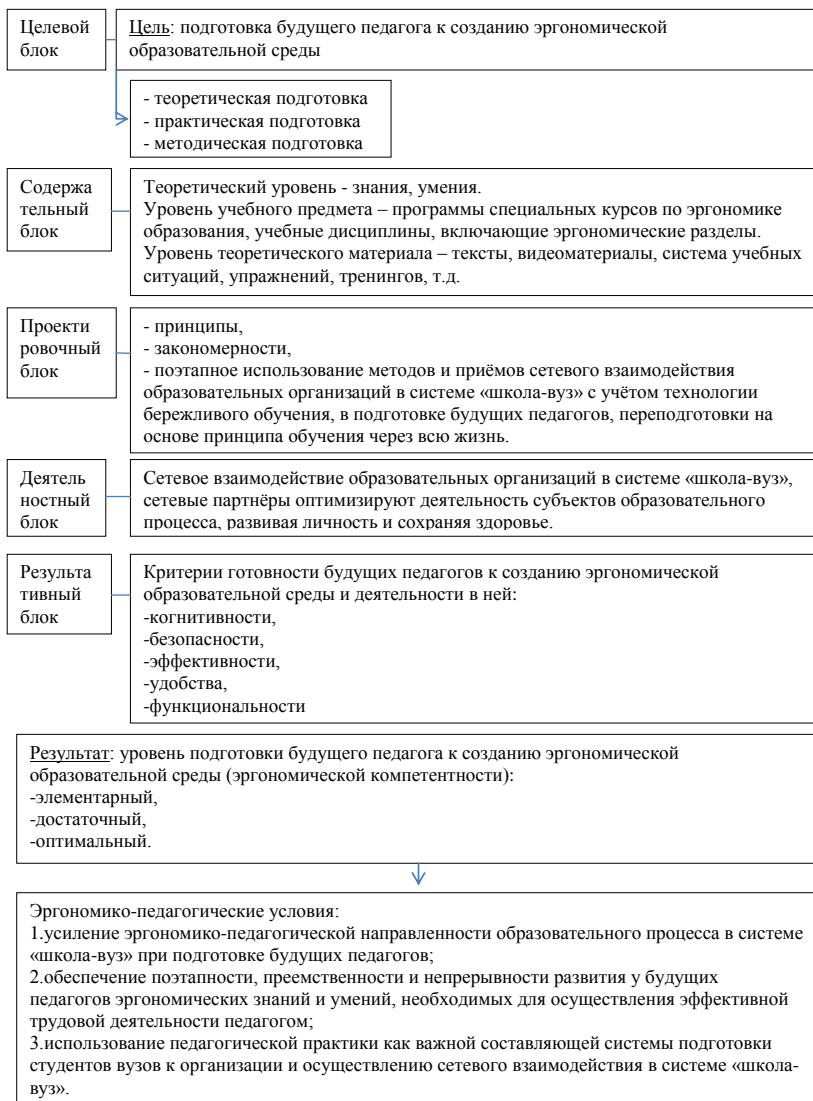 Целевой
блок
Цель: подготовка будущего педагога к созданию эргономической
образовательной среды
- теоретическая подготовка
- практическая подготовка
- методическая подготовка
Содержа
тельный
блок
Теоретический уровень - знания, умения.
Уровень учебного предмета – программы специальных курсов по эргономике
образования, учебные дисциплины, включающие эргономические разделы.
Уровень теоретического материала – тексты, видеоматериалы, система учебных
ситуаций, упражнений, тренингов, т.д.
Проекти
ровочный
блок
- принципы,
- закономерности,
- поэтапное использование методов и приёмов сетевого взаимодействия
образовательных организаций в системе «школа-вуз» с учётом технологии
бережливого обучения, в подготовке будущих педагогов, переподготовки на
основе принципа обучения через всю жизнь.
Деятель
ностный
блок
Сетевое взаимодействие образовательных организаций в системе «школа-вуз»,
сетевые партнёры оптимизируют деятельность субъектов образовательного
процесса, развивая личность и сохраняя здоровье.
Результа
тивный
блок
Критерии готовности будущих педагогов к созданию эргономической
образовательной среды и деятельности в ней:
-когнитивности,
-безопасности,
-эффективности,
-удобства,
-функциональности
Результат: уровень подготовки будущего педагога к созданию эргономической
образовательной среды (эргономической компетентности):
-элементарный,
-достаточный,
-оптимальный.
Эргономико-педагогические условия:
1.усиление эргономико-педагогической направленности образовательного процесса в системе
«школа-вуз» при подготовке будущих педагогов;
2.обеспечение поэтапности, преемственности и непрерывности развития у будущих
педагогов эргономических знаний и умений, необходимых для осуществления эффективной
трудовой деятельности педагогом;
3.использование педагогической практики как важной составляющей системы подготовки
студентов вузов к организации и осуществлению сетевого взаимодействия в системе «школа-
вуз».